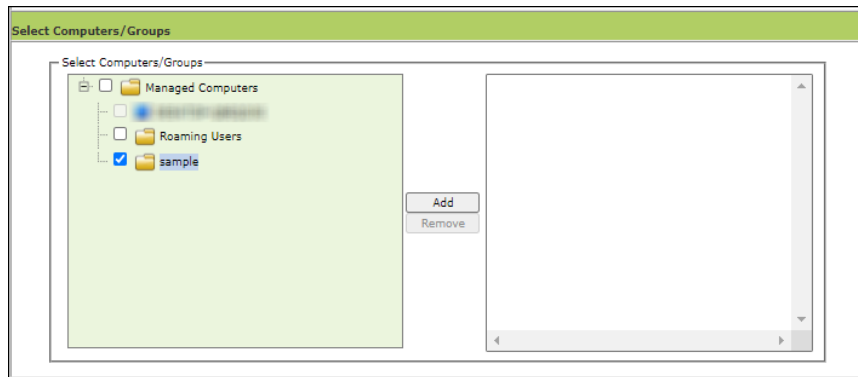 Select Computers/Groups
Select Computers/Groups
Managed Computers
Roaming Users
sample
Add
Remove